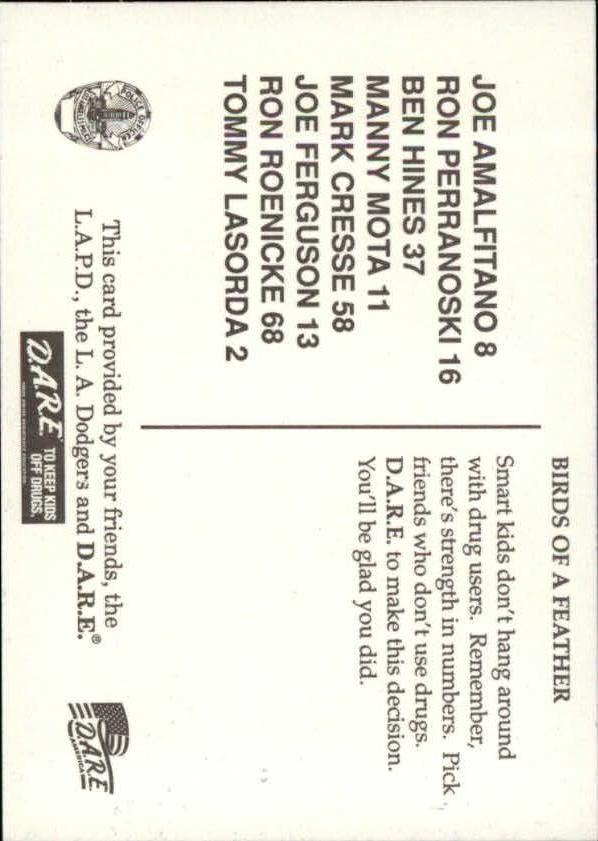 JOE AMALFITANO 8
RON PERRANOSKI 16
BEN HINES 37
MANNY MOTA 11
MARK CRESSE 58
JOE FERGUSON 13
RON ROENICKE 68
TOMMY LASORDA 2
BIRDS OF A FEATHER
Smart kids don't hang around
with drug users. Remember,
there's strength in numbers. Pick
friends who don't use drugs.
D.A.R.E. to make this decision.
You'll be glad you did.
POLICE OFFICER
This card provided by your friends, the
L.A.P.D., the L. A. Dodgers and D.A.R.E.®
D.A.R.E. TO KEEP KIDS
OFF DRUGS.
D.A.R.E.
AMERICA